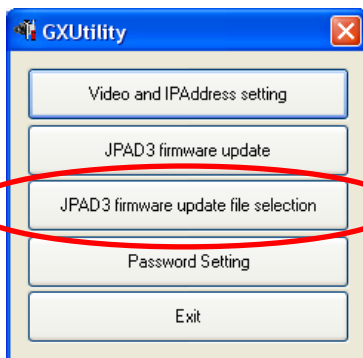 GXUtility
Video and IPAddress setting
JPAD3 firmware update
JPAD3 firmware update file selection
Password Setting
Exit